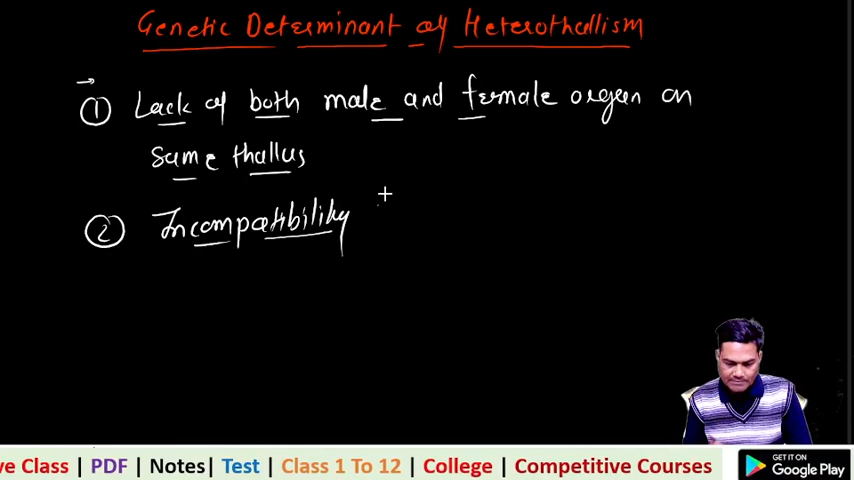 Genetic Determinant of Heterothallism
→
① Lack of both male and female organ on
same thallus
② Incompatibility +
ve Class | PDF | Notes| Test | Class 1 To 12 | College | Competitive Courses
GET IT ON
Google Play